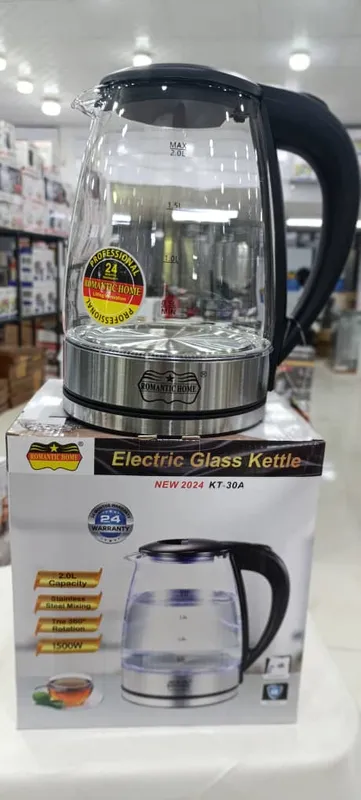 MAX
2.0L
1.5L
1.0L
MIN
PROFESSIONAL
24
ROMANTIC HOME
PROFESSIONAL
ROMANTIC HOME
®
ROMANTIC HOME
®
Electric Glass Kettle
NEW 2024 KT-30A
24
WARRANTY
2.0L
Capacity
Stainless
Steel Mixing
The 360°
Rotation
1500W